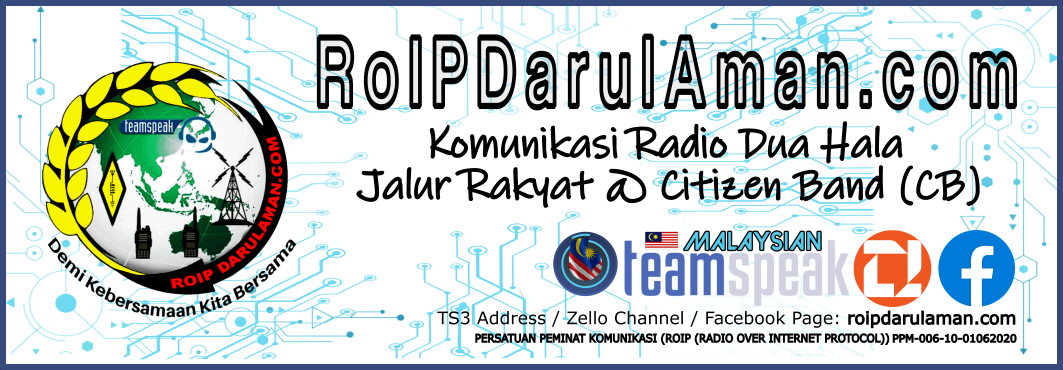 RoIPDarulAman.com
Komunikasi Radio Dua Hala
Jalur Rakyat @ Citizen Band (CB)
teamspeak
ROIP DARULAMAN.COM
Demi Kebersamaan Kita Bersama
MALAYSIAN
teamspeak
TS3 Address / Zello Channel / Facebook Page: roipdarulaman.com
PERSATUAN PEMINAT KOMUNIKASI (ROIP (RADIO OVER INTERNET PROTOCOL)) PPM-006-10-01062020